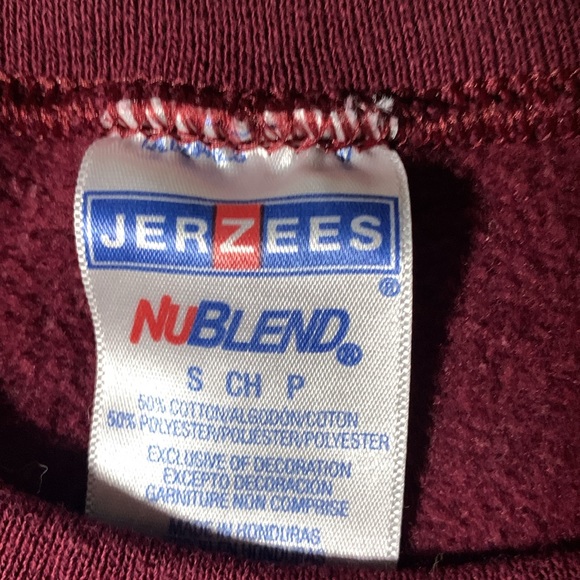 JERZEES®
NUBLEND®
S CH P
50% COTTON/ALGODON/COTON
50% POLYESTER/POLIESTER/POLYESTER
EXCLUSIVE OF DECORATION
EXCEPTO DECORACION
GARNITURE NON COMPRISE
MADE IN HONDURAS
HONDURAS